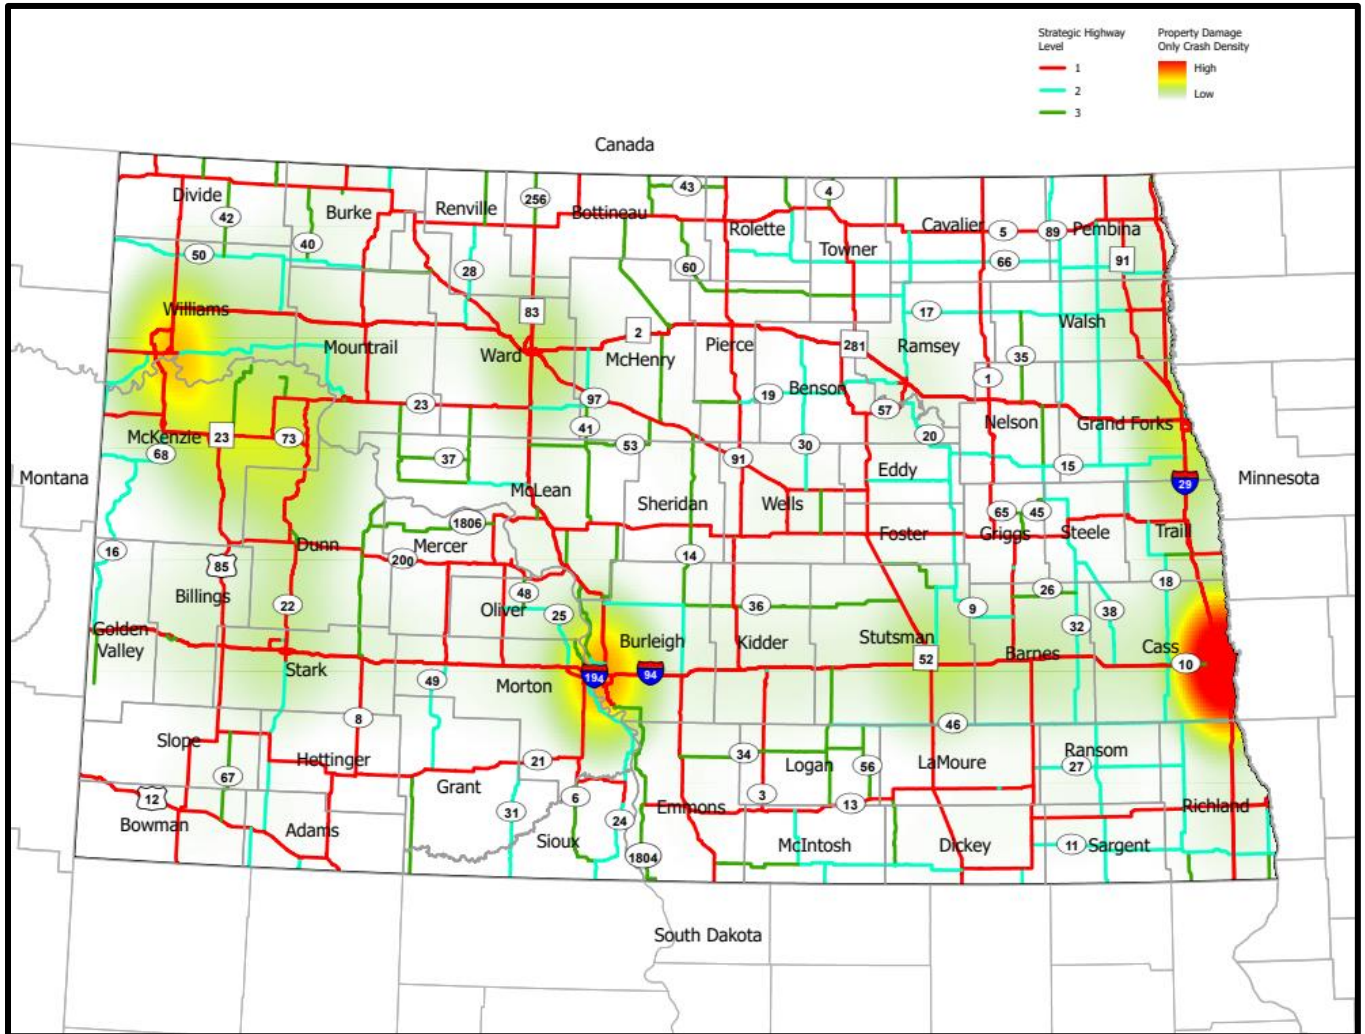 Strategic Highway
Level
1
2
3
Property Damage
Only Crash Density
High
Low
Canada
43
4
Divide
256
42
Burke
Renville
Bottineau
Rolette
Cavalier
5
89
Pembina
40
Towner
50
66
91
28
60
Williams
83
17
Walsh
2
Mountrail
Ward
McHenry
Pierce
281
Ramsey
35
1
Benson
19
23
97
57
Nelson
Grand Forks
41
20
McKenzie
23
73
53
30
68
37
91
15
Montana
Eddy
Minnesota
29
McLean
Sheridan
Wells
1806
65
45
Foster
Griggs
Steele
Traill
Dunn
Mercer
16
200
14
85
18
Billings
48
26
22
Oliver
25
36
9
38
Golden
Valley
32
Burleigh
Kidder
Stutsman
Cass
52
Barnes
10
Stark
194
94
49
Morton
8
46
Slope
34
Ransom
Hettinger
21
Logan
56
LaMoure
27
67
Grant
12
6
3
13
Richland
31
Emmons
Bowman
Adams
24
Sioux
McIntosh
Dickey
11
Sargent
1804
South Dakota